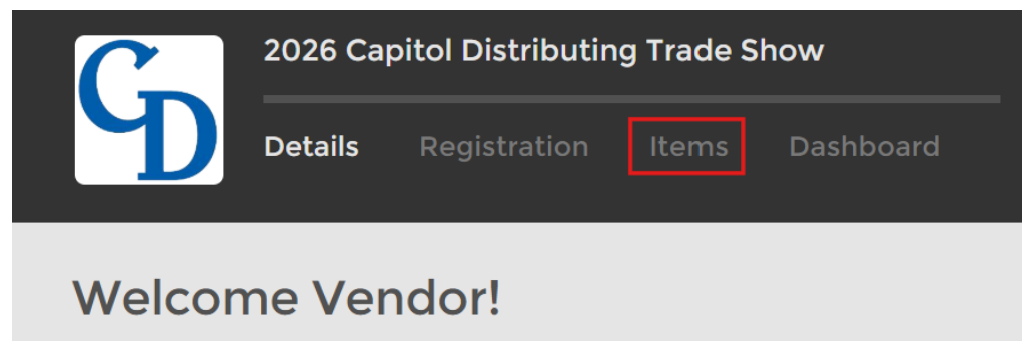 CD
2026 Capitol Distributing Trade Show
Details Registration Items Dashboard
Welcome Vendor!